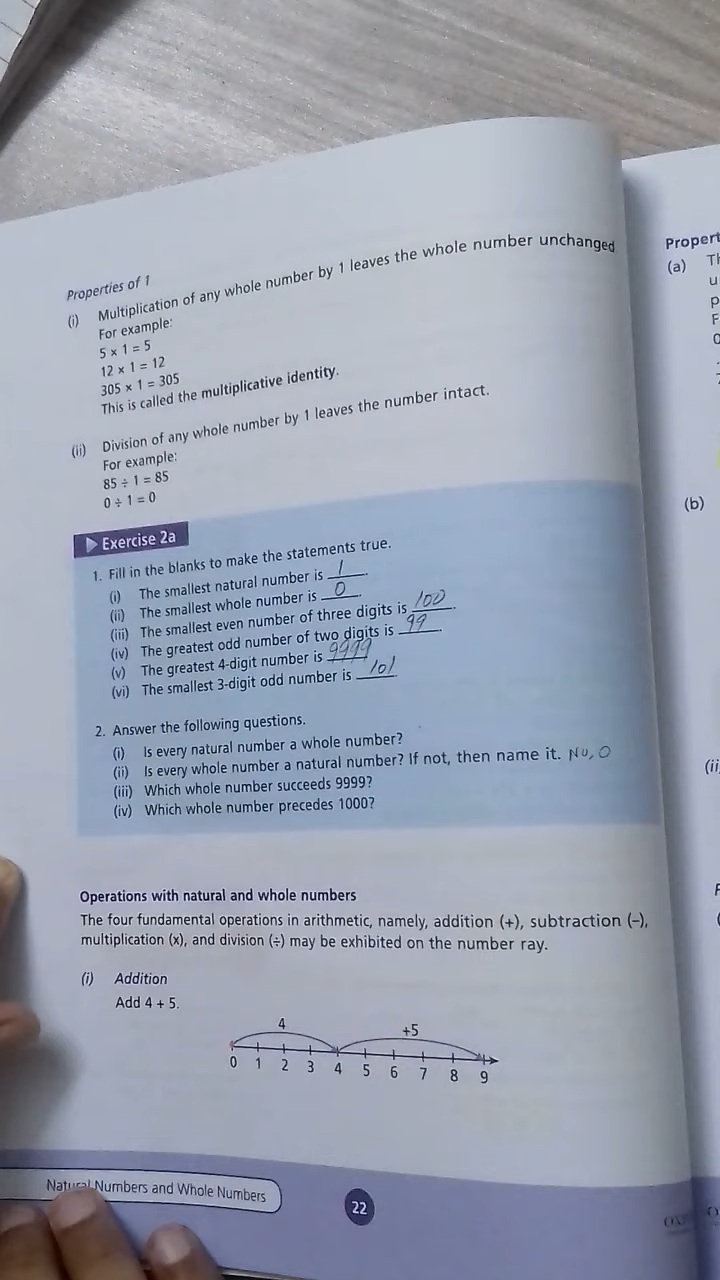 Properties of 1
(i) Multiplication of any whole number by 1 leaves the whole number unchanged.
For example:
5 x 1 = 5
12 x 1 = 12
305 x 1 = 305
This is called the multiplicative identity.
(ii) Division of any whole number by 1 leaves the number intact.
For example:
85 ÷ 1 = 85
0 ÷ 1 = 0
Exercise 2a
1. Fill in the blanks to make the statements true.
(i) The smallest natural number is 1.
(ii) The smallest whole number is 0.
(iii) The smallest even number of three digits is 100.
(iv) The greatest odd number of two digits is 99.
(v) The greatest 4-digit number is 9999
(vi) The smallest 3-digit odd number is 101.
2. Answer the following questions.
(i) Is every natural number a whole number?
(ii) Is every whole number a natural number? If not, then name it. No, 0
(iii) Which whole number succeeds 9999?
(iv) Which whole number precedes 1000?
Operations with natural and whole numbers
The four fundamental operations in arithmetic, namely, addition (+), subtraction (–),
multiplication (x), and division (÷) may be exhibited on the number ray.
(i) Addition
Add 4 + 5.
4 +5
0 1 2 3 4 5 6 7 8 9
Natural Numbers and Whole Numbers
22
(a)
(b)